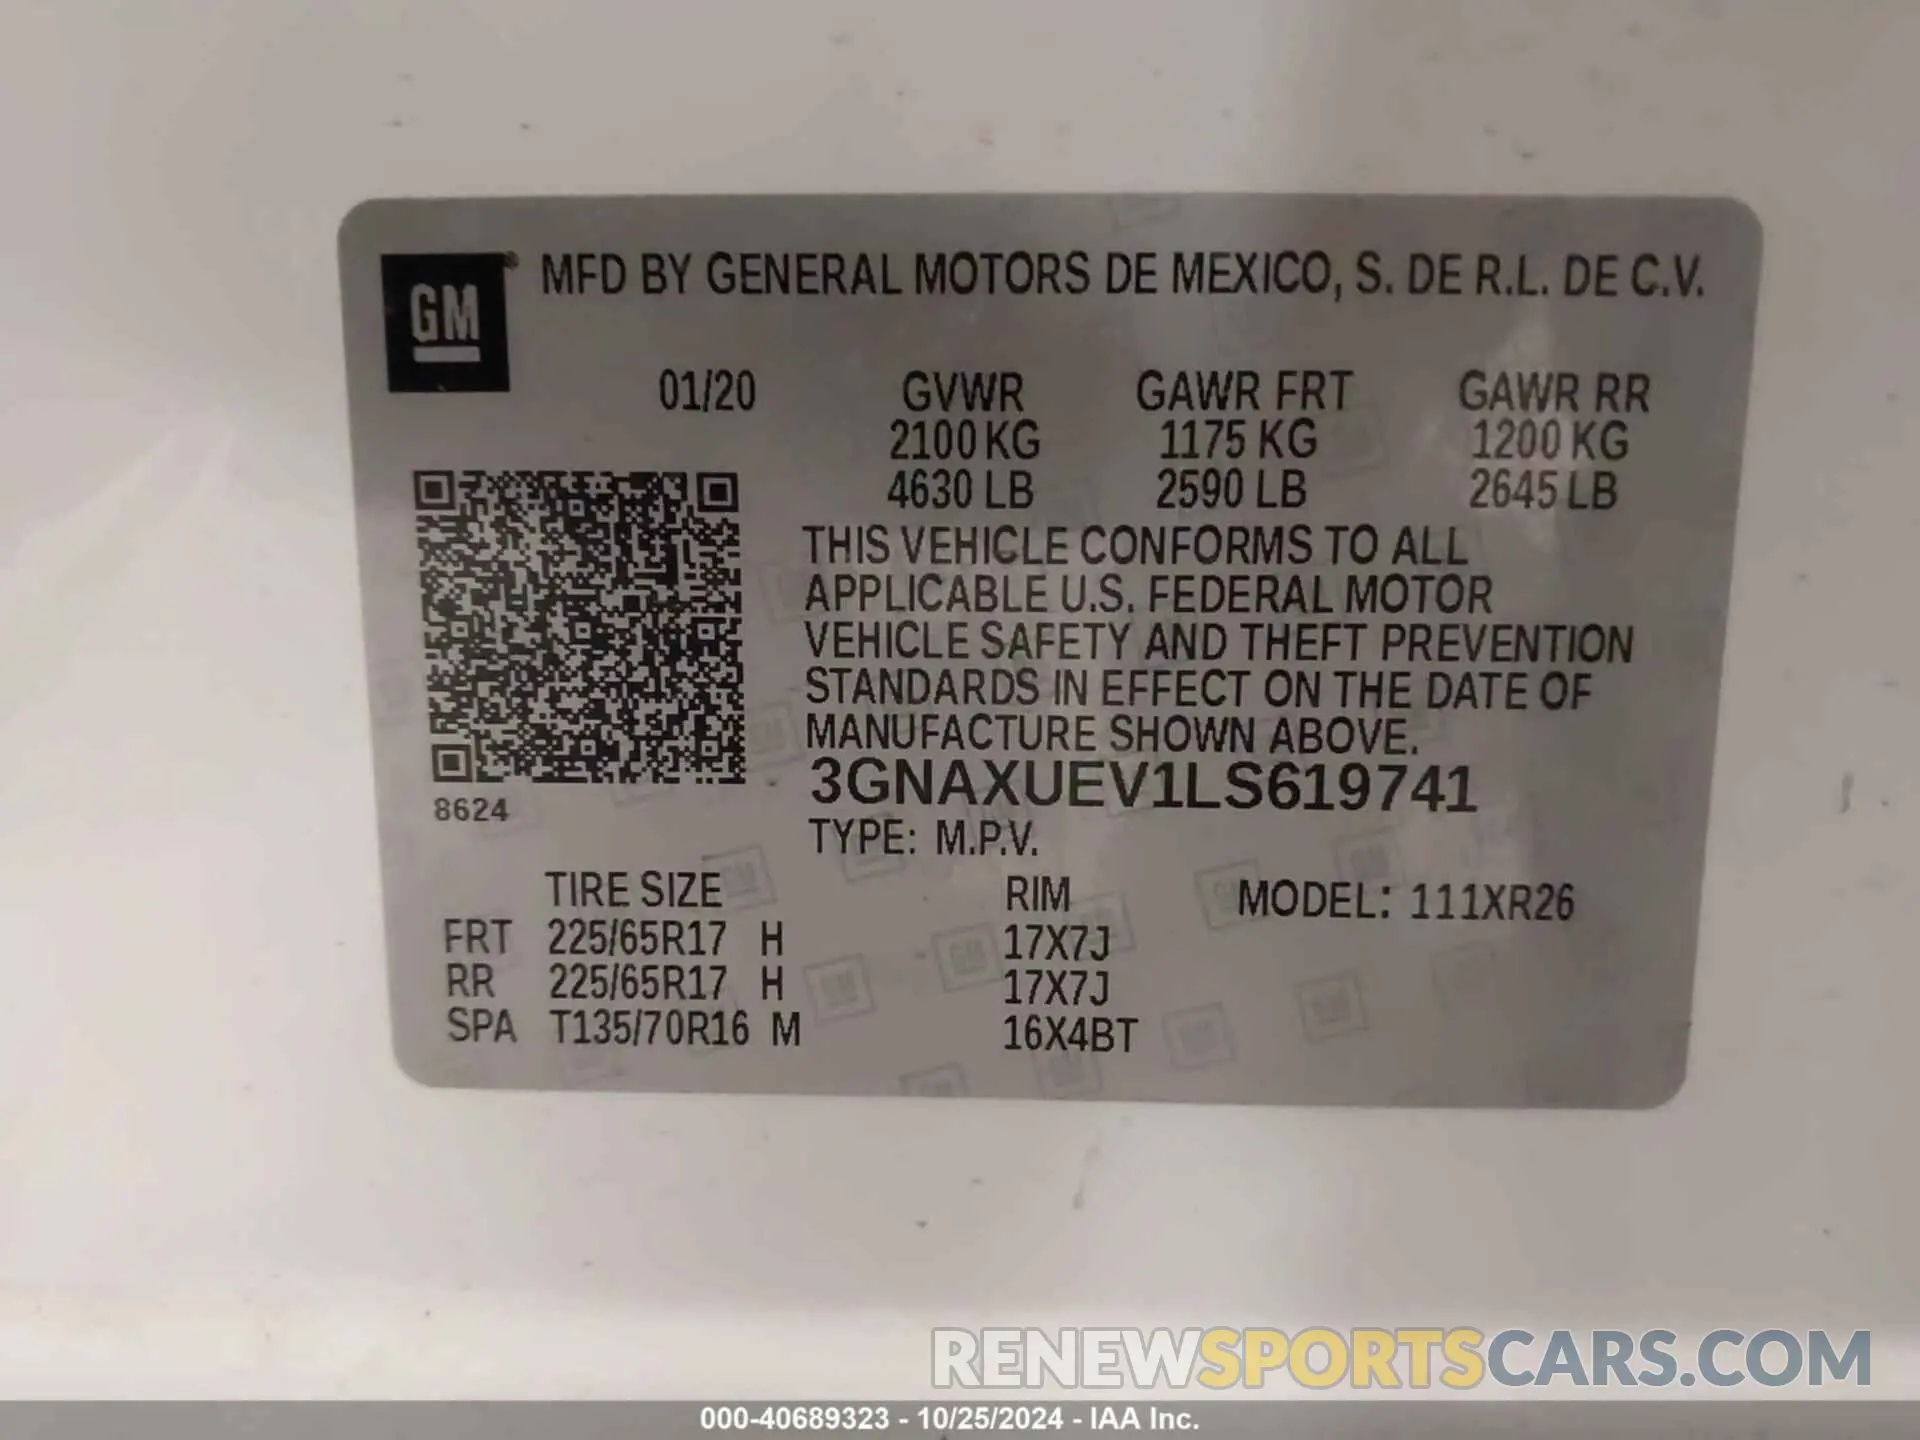 GM ® MFD BY GENERAL MOTORS DE MEXICO, S. DE R.L. DE C.V.
01/20 GVWR GAWR FRT GAWR RR
2100 KG 1175 KG 1200 KG
4630 LB 2590 LB 2645 LB
THIS VEHICLE CONFORMS TO ALL
APPLICABLE U.S. FEDERAL MOTOR
VEHICLE SAFETY AND THEFT PREVENTION
STANDARDS IN EFFECT ON THE DATE OF
MANUFACTURE SHOWN ABOVE.
3GNAXUEV1LS619741
8624
TYPE: M.P.V.
TIRE SIZE RIM MODEL: 111XR26
FRT 225/65R17 H 17X7J
RR 225/65R17 H 17X7J
SPA T135/70R16 M 16X4BT
RENEWSPORTSCARS.COM
000-40689323 - 10/25/2024 - IAA Inc.